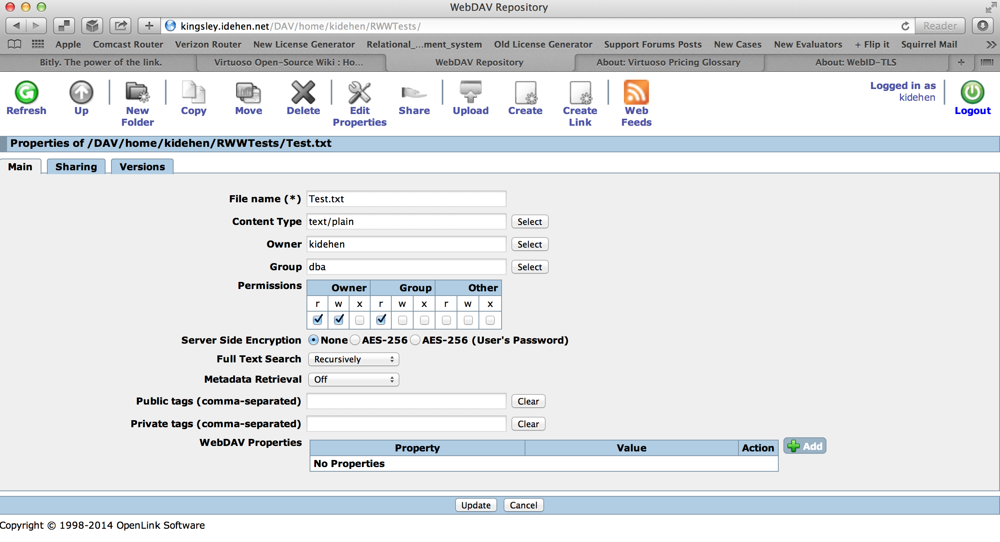 WebDAV Repository
kingsley.idehen.net/DAV/home/kidehen/RWWTests/
Reader
Apple Comcast Router Verizon Router New License Generator Relational_...ment_system Old License Generator Support Forums Posts New Cases New Evaluators + Flip it Squirrel Mail
Bitly. The power of the link. Virtuoso Open-Source Wiki : Ho... WebDAV Repository About: Virtuoso Pricing Glossary About: WebID-TLS
Logged in as
kidehen
Refresh Up New Folder Copy Move Delete Edit Properties Share Upload Create Create Link Web Feeds Logout
Properties of /DAV/home/kidehen/RWWTests/Test.txt
Main Sharing Versions
File name (*) Test.txt
Content Type text/plain Select
Owner kidehen Select
Group dba Select
Permissions Owner Group Other
r w x r w x r w x
Server Side Encryption None AES-256 AES-256 (User's Password)
Full Text Search Recursively
Metadata Retrieval Off
Public tags (comma-separated) Clear
Private tags (comma-separated) Clear
WebDAV Properties Property Value Action Add
No Properties
Update Cancel
Copyright © 1998-2014 OpenLink Software